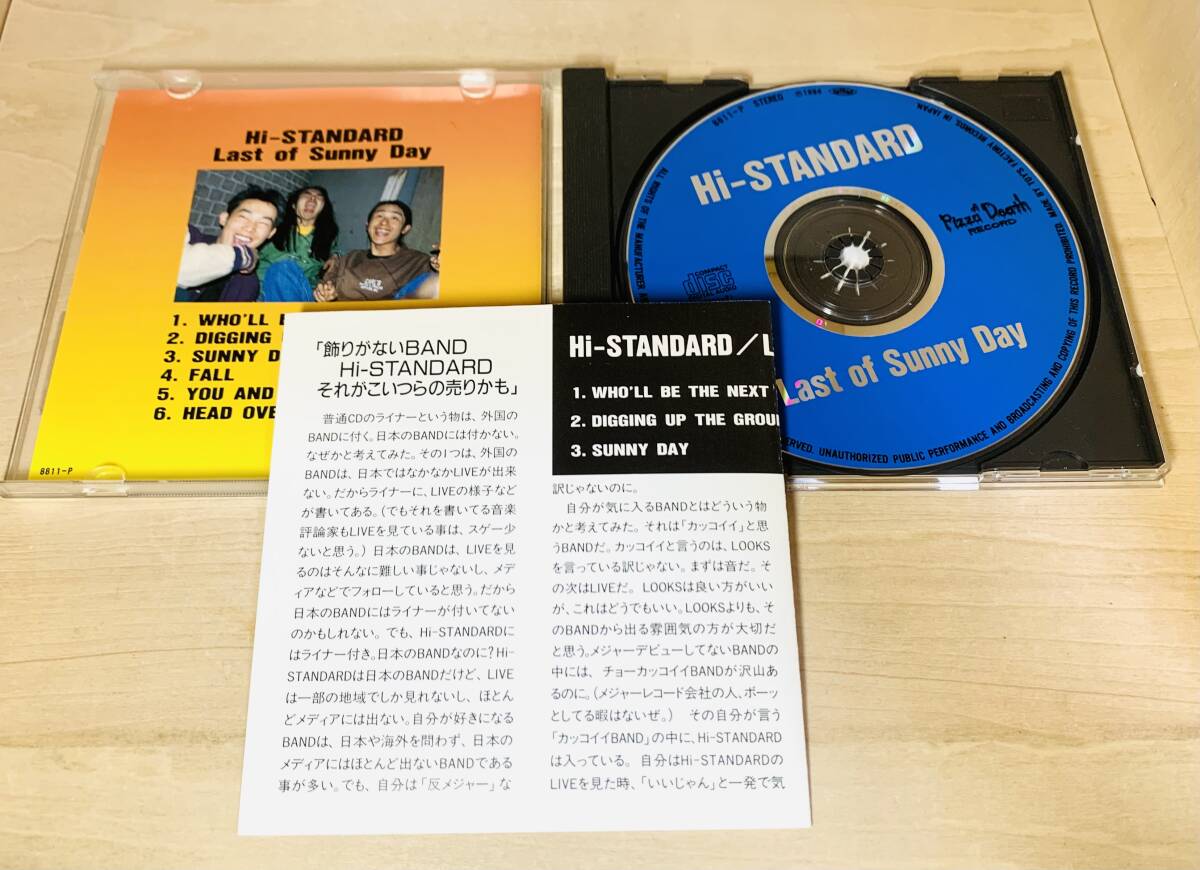 Hi-STANDARD
Last of Sunny Day
1. WHO'LL
2. DIGGING
3. SUNNY
4. FALL
5. YOU AND
6. HEAD
8811-P
「飾りがないBAND
Hi-STANDARD
それがこいつらの売りかも」
普通CDのライナーという物は、外国の
BANDに付く。日本のBANDには付かない。
なぜかと考えてみた。その1つは、外国の
BANDは、日本ではなかなかLIVEが出来
ない。だからライナーに、LIVEの様子など
が書いてある。(でもそれを書いてる音楽
評論家もLIVEを見ている事は、スゲー少
ないと思う。)日本のBANDは、LIVEを見
るのはそんなに難しい事じゃないし、メデ
ィアなどでフォローしていると思う。だから
日本のBANDにはライナーが付いてない
のかもしれない。でも、Hi-STANDARDに
はライナー付き。日本のBANDなのに?Hi-
STANDARDは日本のBANDだけど、LIVE
は一部の地域でしか見れないし、ほとん
どメディアには出ない。自分が好きになる
BANDは、日本や海外を問わず、日本の
メディアにはほとんど出ないBANDである
事が多い。でも、自分は「反メジャー」な
Hi-STANDARD/L
1. WHO'LL BE THE NEXT
2. DIGGING UP THE GROU
3. SUNNY DAY
訳じゃないのに。
自分が気に入るBANDとはどういう物
かと考えてみた。それは「カッコイイ」と思
うBANDだ。カッコイイと言うのは、LOOKS
を言っている訳じゃない。まずは音だ。そ
の次はLIVEだ。LOOKSは良い方がいい
が、これはどうでもいい。LOOKSよりも、そ
のBANDから出る雰囲気の方が大切だ
と思う。メジャーデビューしてないBANDの
中には、チョーカッコイイBANDが沢山あ
るのに。(メジャーレコード会社の人、ボーッ
としてる暇はないぜ。) その自分が言う
「カッコイイBAND」の中に、Hi-STANDARD
は入っている。自分はHi-STANDARDの
LIVEを見た時、「いいじゃん」と一発で気
8811-P STEREO ℗1994
Hi-STANDARD
Pizza of Death
RECORD
COMPACT
disc
DIGITAL AUDIO
Last of Sunny Day
ALL RIGHTS OF THE MANUFACTURER
RESERVED. UNAUTHORIZED PUBLIC PERFORMANCE AND BROADCASTING AND COPYING OF THIS RECORD PROHIBITED. MADE BY TOY'S FACTORY RECORDS. IN JAPAN